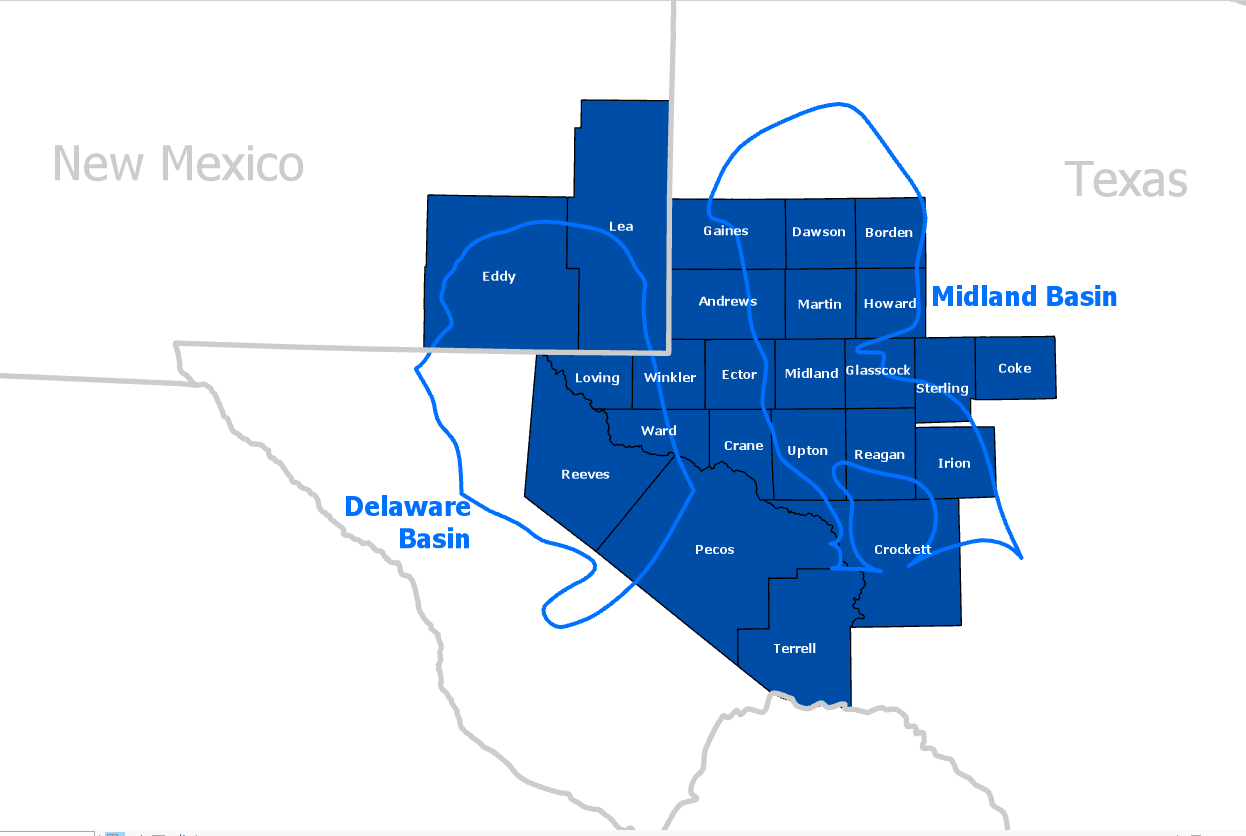 New Mexico
Texas
Lea
Gaines
Dawson
Borden
Eddy
Andrews
Martin
Howard
Midland Basin
Loving
Winkler
Ector
Midland
Glasscock
Sterling
Coke
Ward
Crane
Upton
Reagan
Irion
Reeves
Delaware
Basin
Pecos
Crockett
Terrell